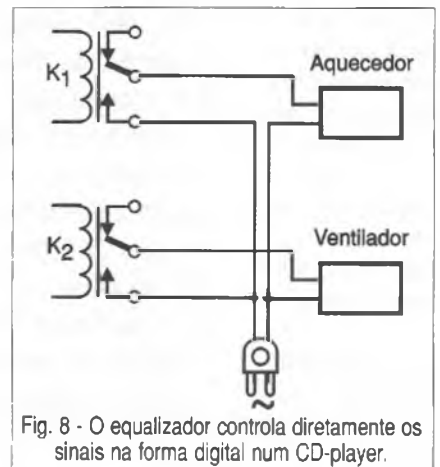 K1
Aquecedor
K2
Ventilador
Fig. 8 - O equalizador controla diretamente os
sinais na forma digital num CD-player.